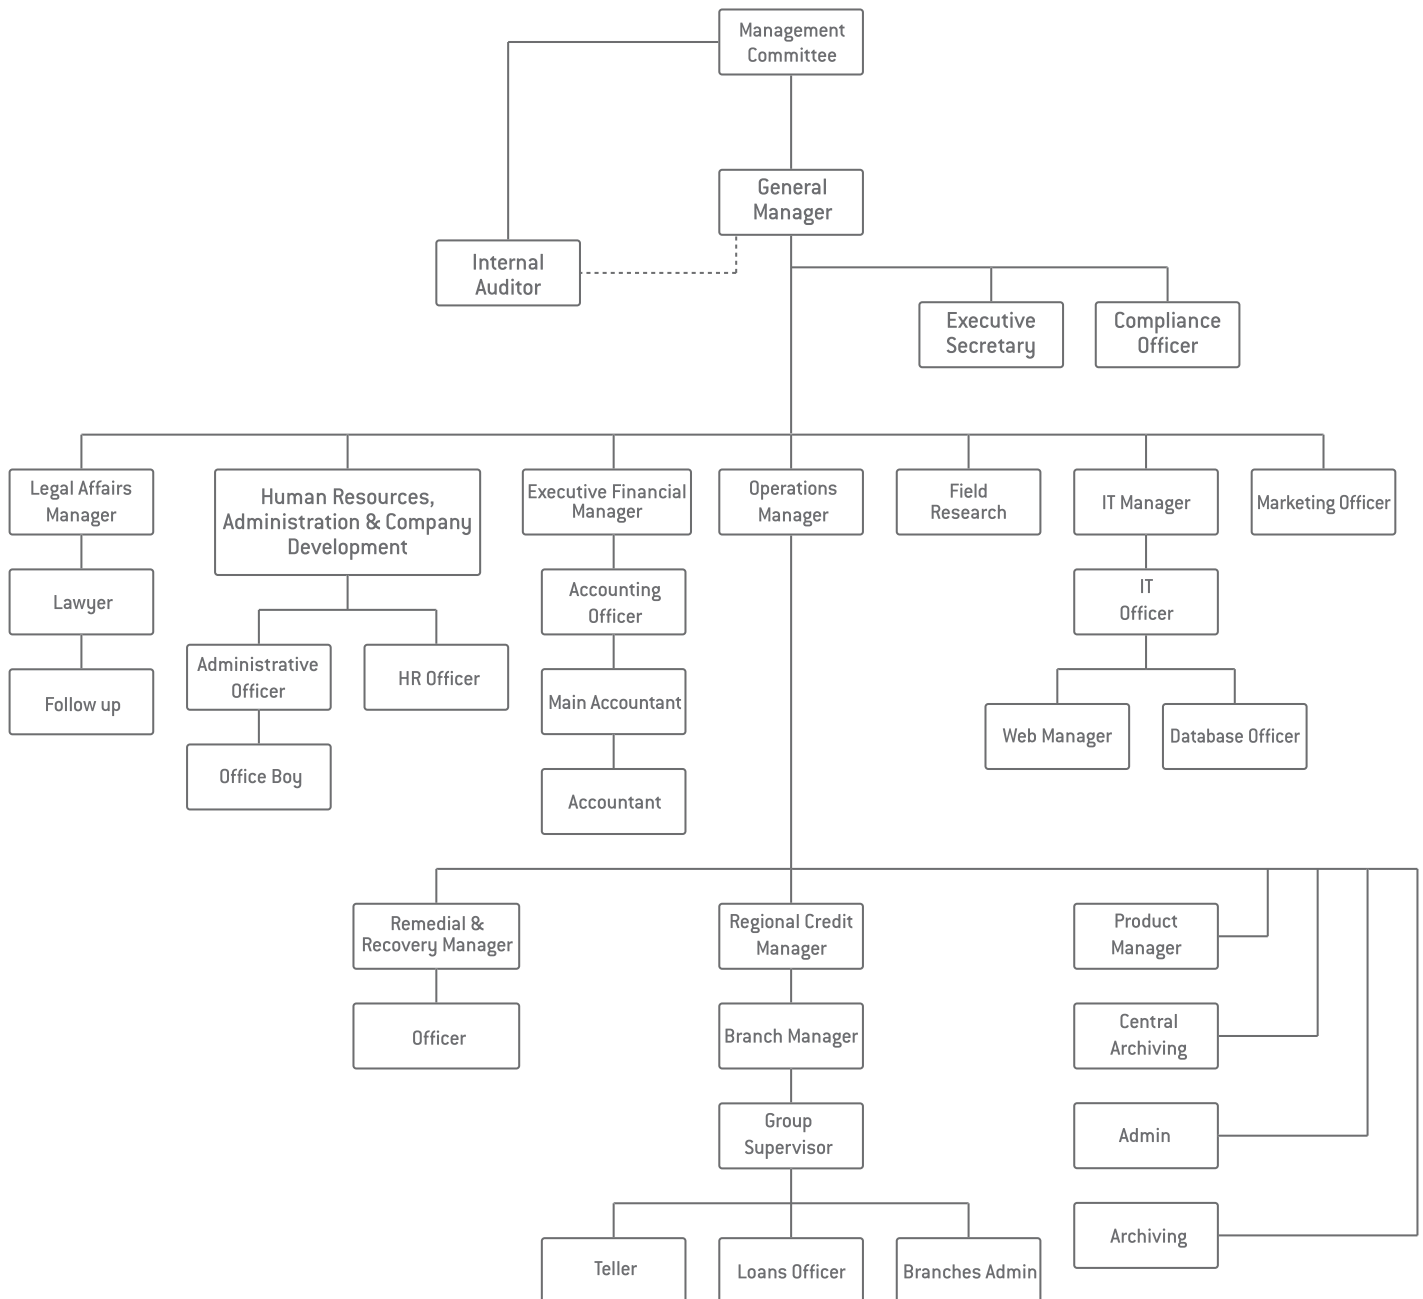 Management
Committee
General
Manager
Internal
Auditor
Executive
Secretary
Compliance
Officer
Legal Affairs
Manager
Human Resources,
Administration & Company
Development
Executive Financial
Manager
Operations
Manager
Field
Research
IT Manager
Marketing Officer
Lawyer
Accounting
Officer
IT
Officer
Follow up
Administrative
Officer
HR Officer
Main Accountant
Web Manager
Database Officer
Office Boy
Accountant
Remedial &
Recovery Manager
Regional Credit
Manager
Product
Manager
Officer
Branch Manager
Central
Archiving
Group
Supervisor
Admin
Archiving
Teller
Loans Officer
Branches Admin